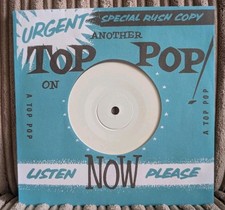 URGENT
SPECIAL RUSH COPY
ANOTHER
TOP POP!
ON
A TOP POP
A TOP POP
NOW
LISTEN PLEASE